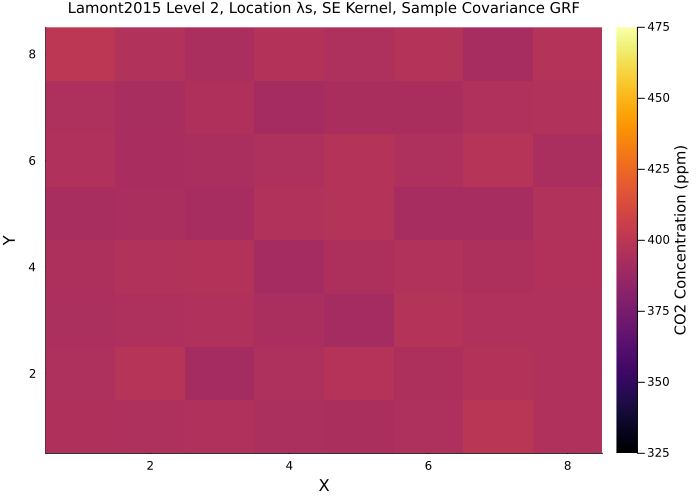 Lamont2015 Level 2, Location λs, SE Kernel, Sample Covariance GRF
8
6
4
2
Y
2 4 6 8
X
475
450
425
400
375
350
325
CO2 Concentration (ppm)